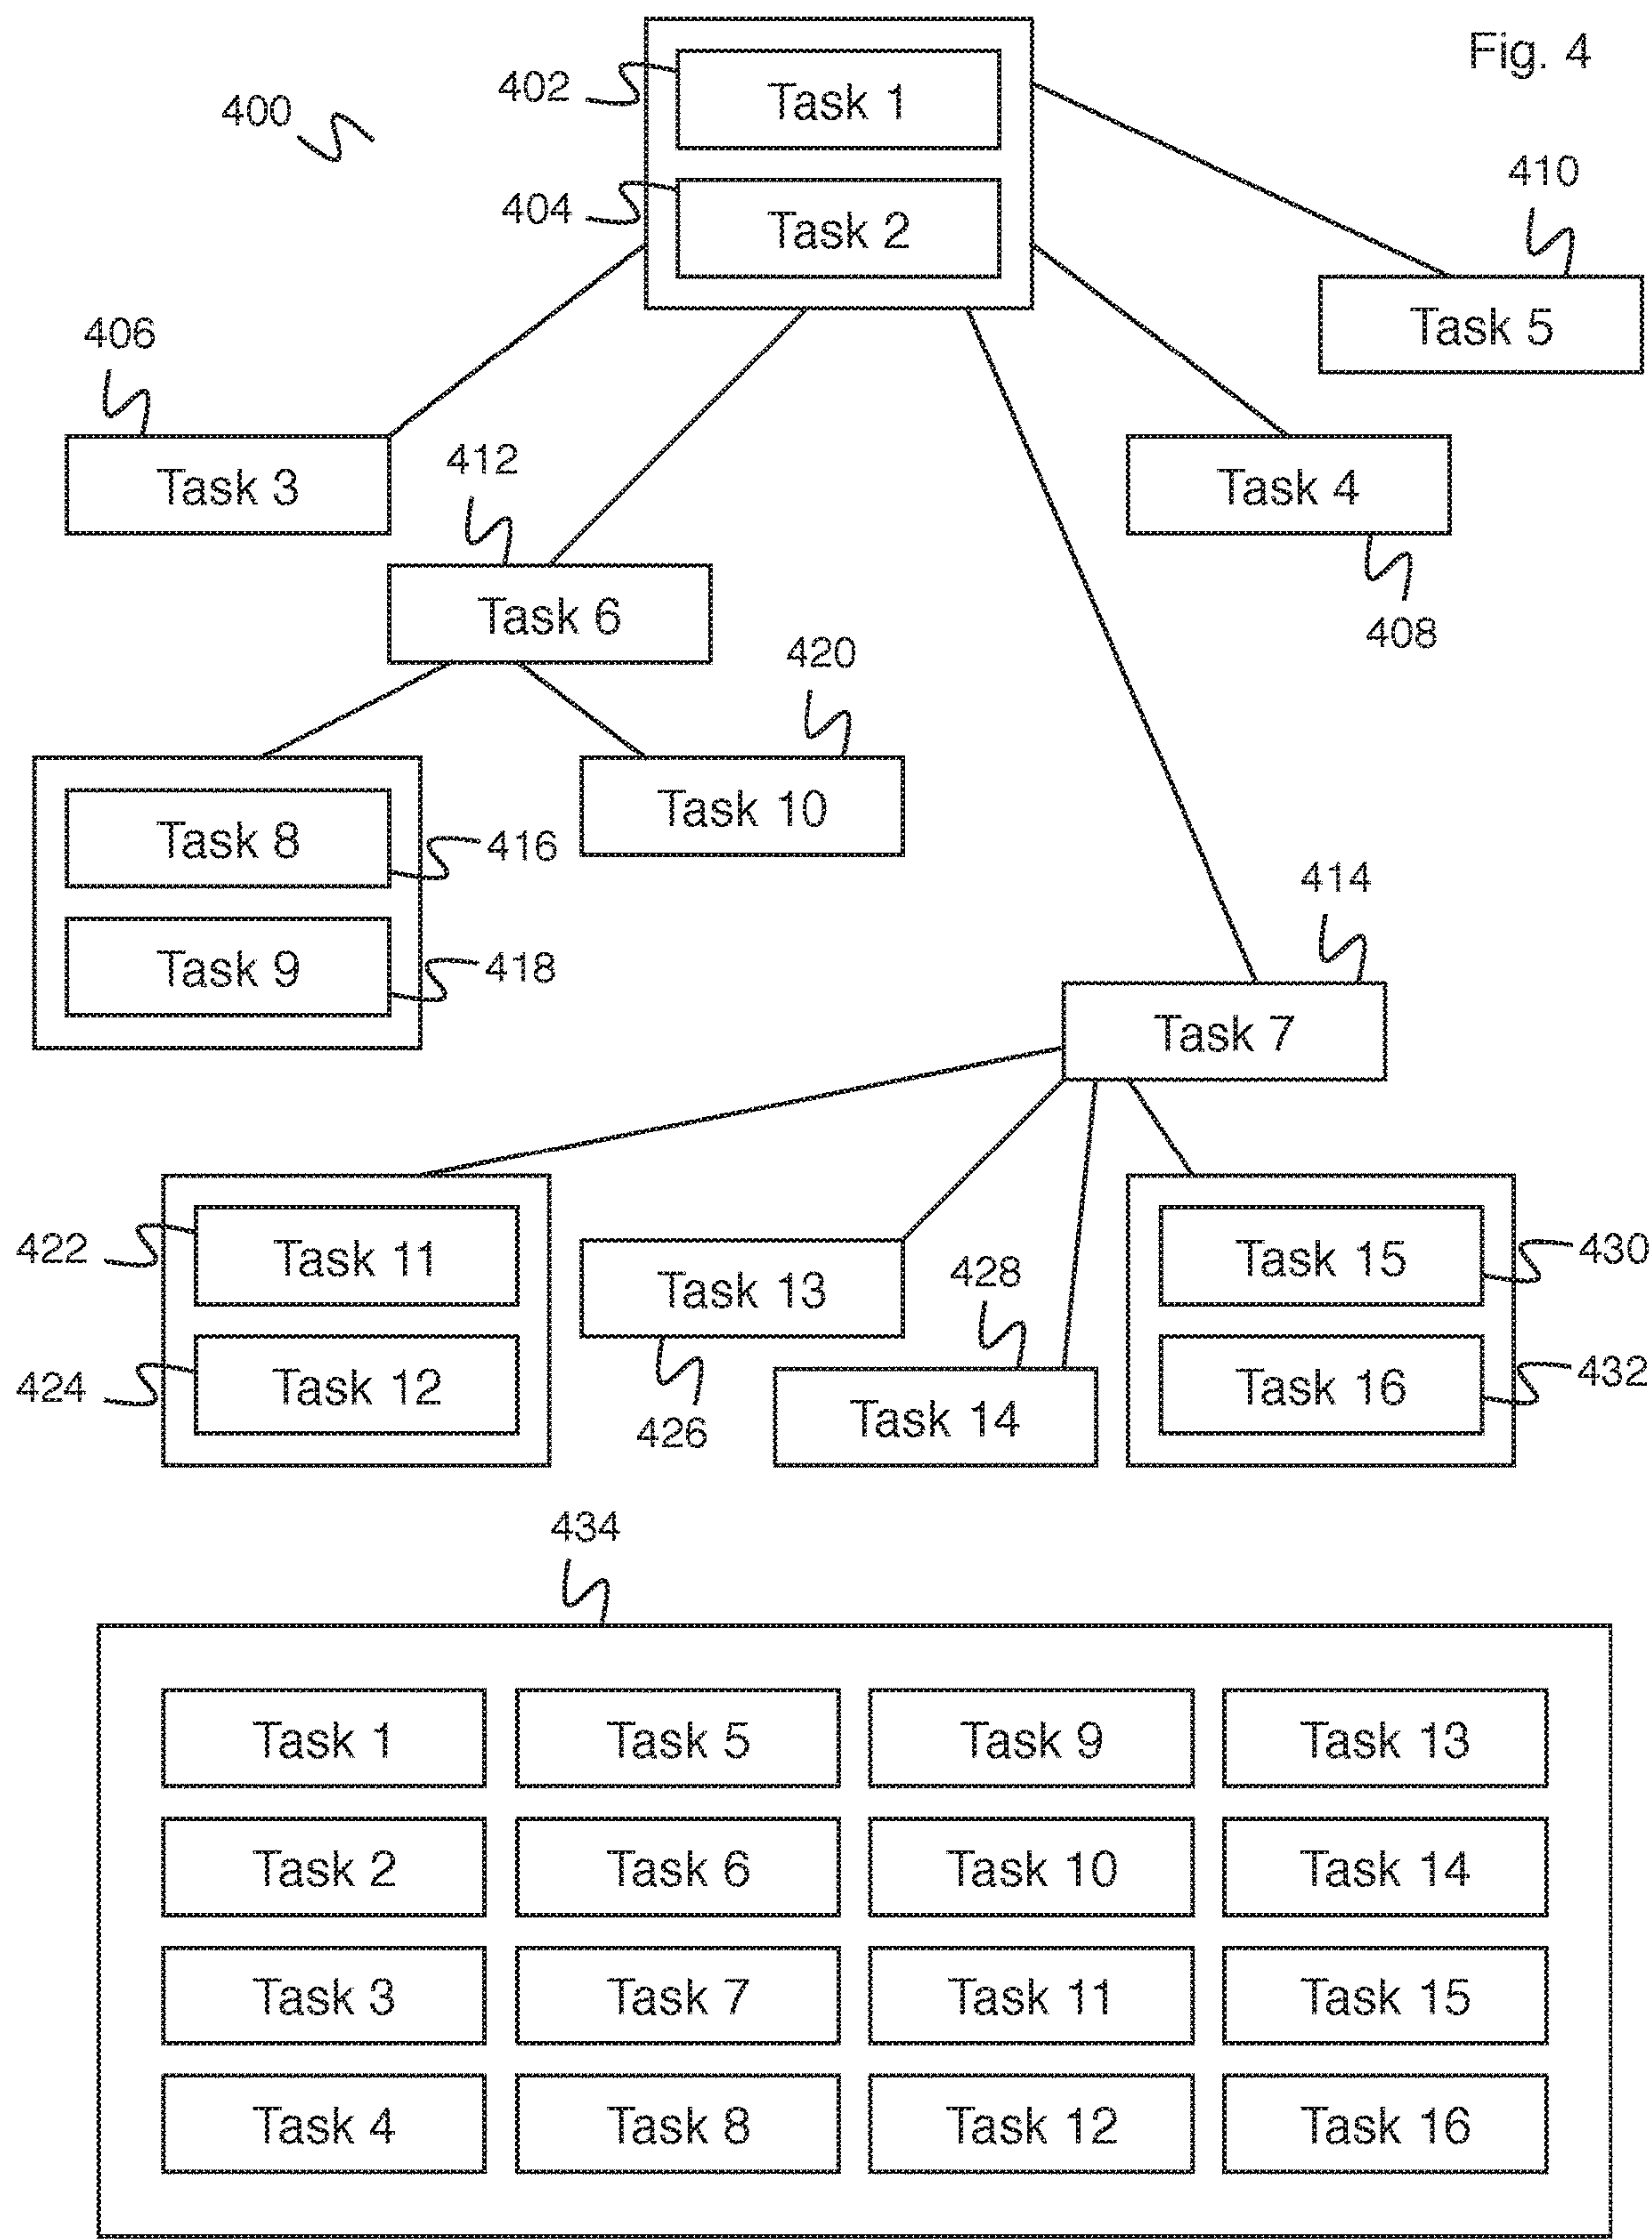 Fig. 4
400
402
Task 1
404
Task 2
410
Task 5
406
Task 3
412
Task 4
408
Task 6
420
Task 8
416
Task 10
Task 9
418
414
Task 7
422
Task 11
424
Task 12
Task 13
426
428
Task 14
Task 15
430
Task 16
432
434
Task 1 Task 5 Task 9 Task 13
Task 2 Task 6 Task 10 Task 14
Task 3 Task 7 Task 11 Task 15
Task 4 Task 8 Task 12 Task 16